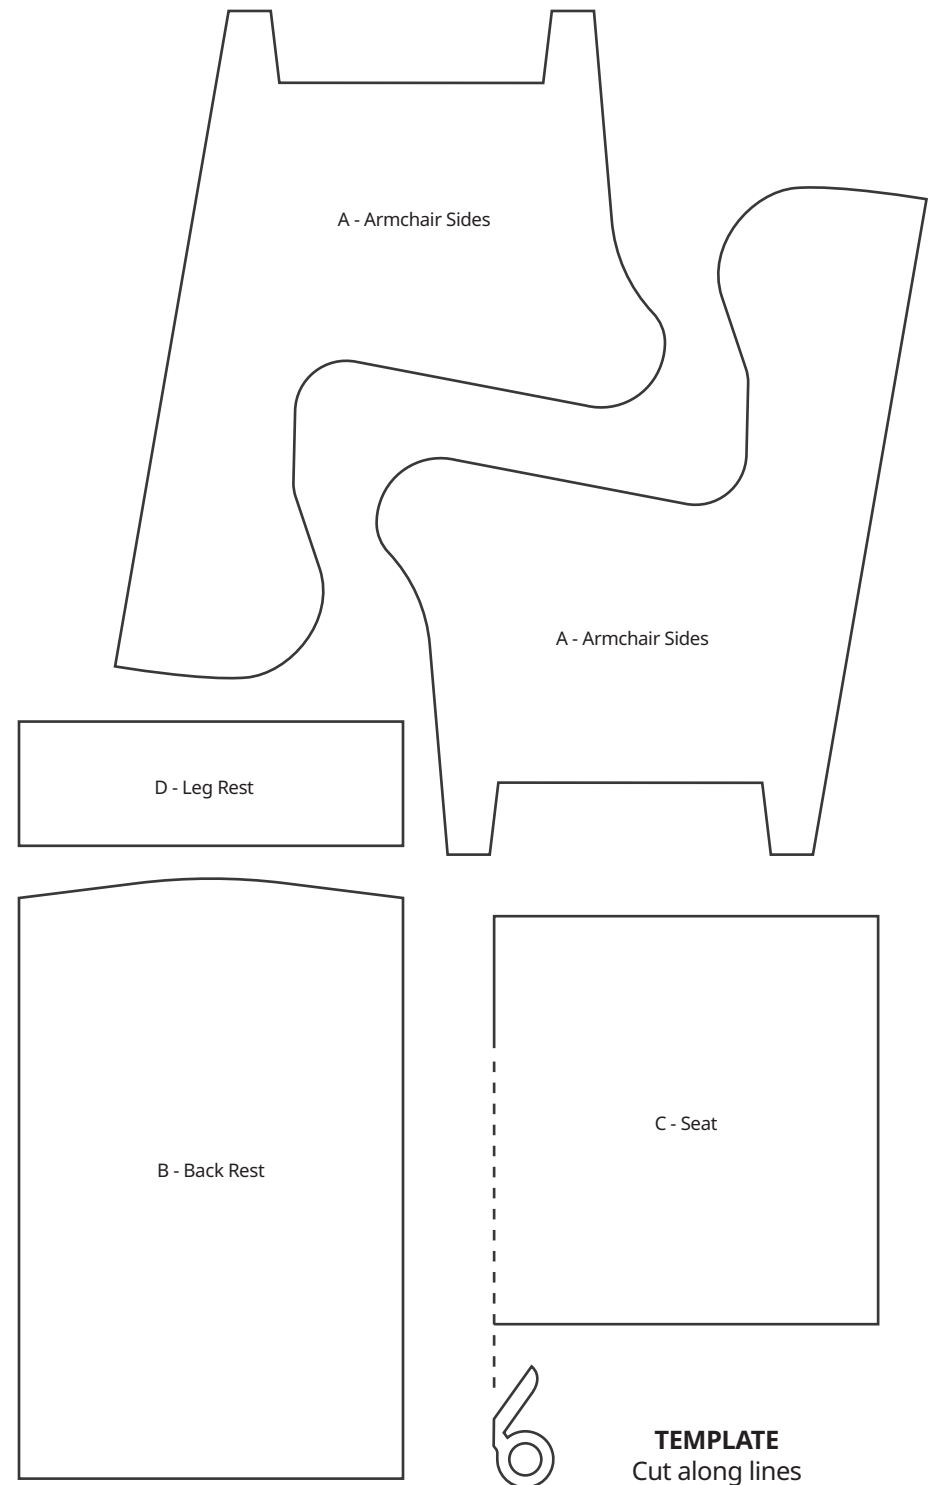 A - Armchair Sides
A - Armchair Sides
D - Leg Rest
C - Seat
B - Back Rest
TEMPLATE
Cut along lines